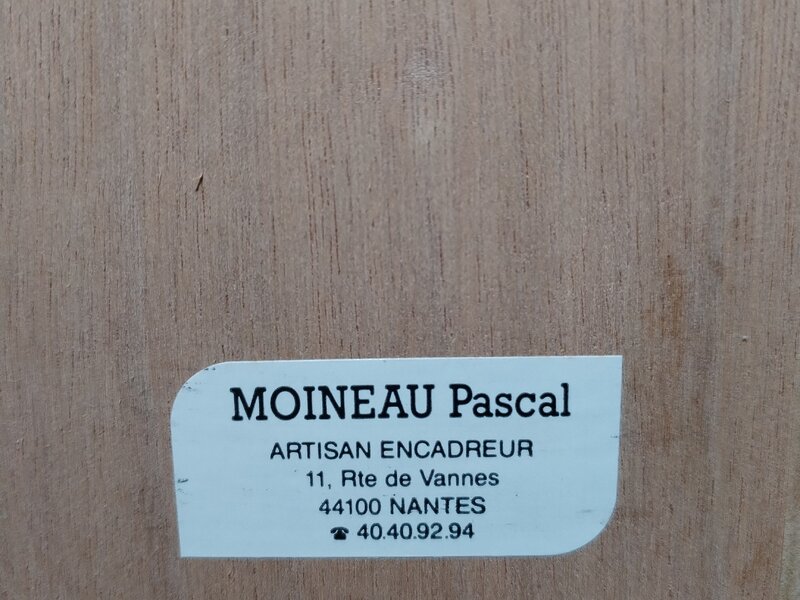 MOINEAU Pascal
ARTISAN ENCADREUR
11, Rte de Vannes
44100 NANTES
☎ 40.40.92.94